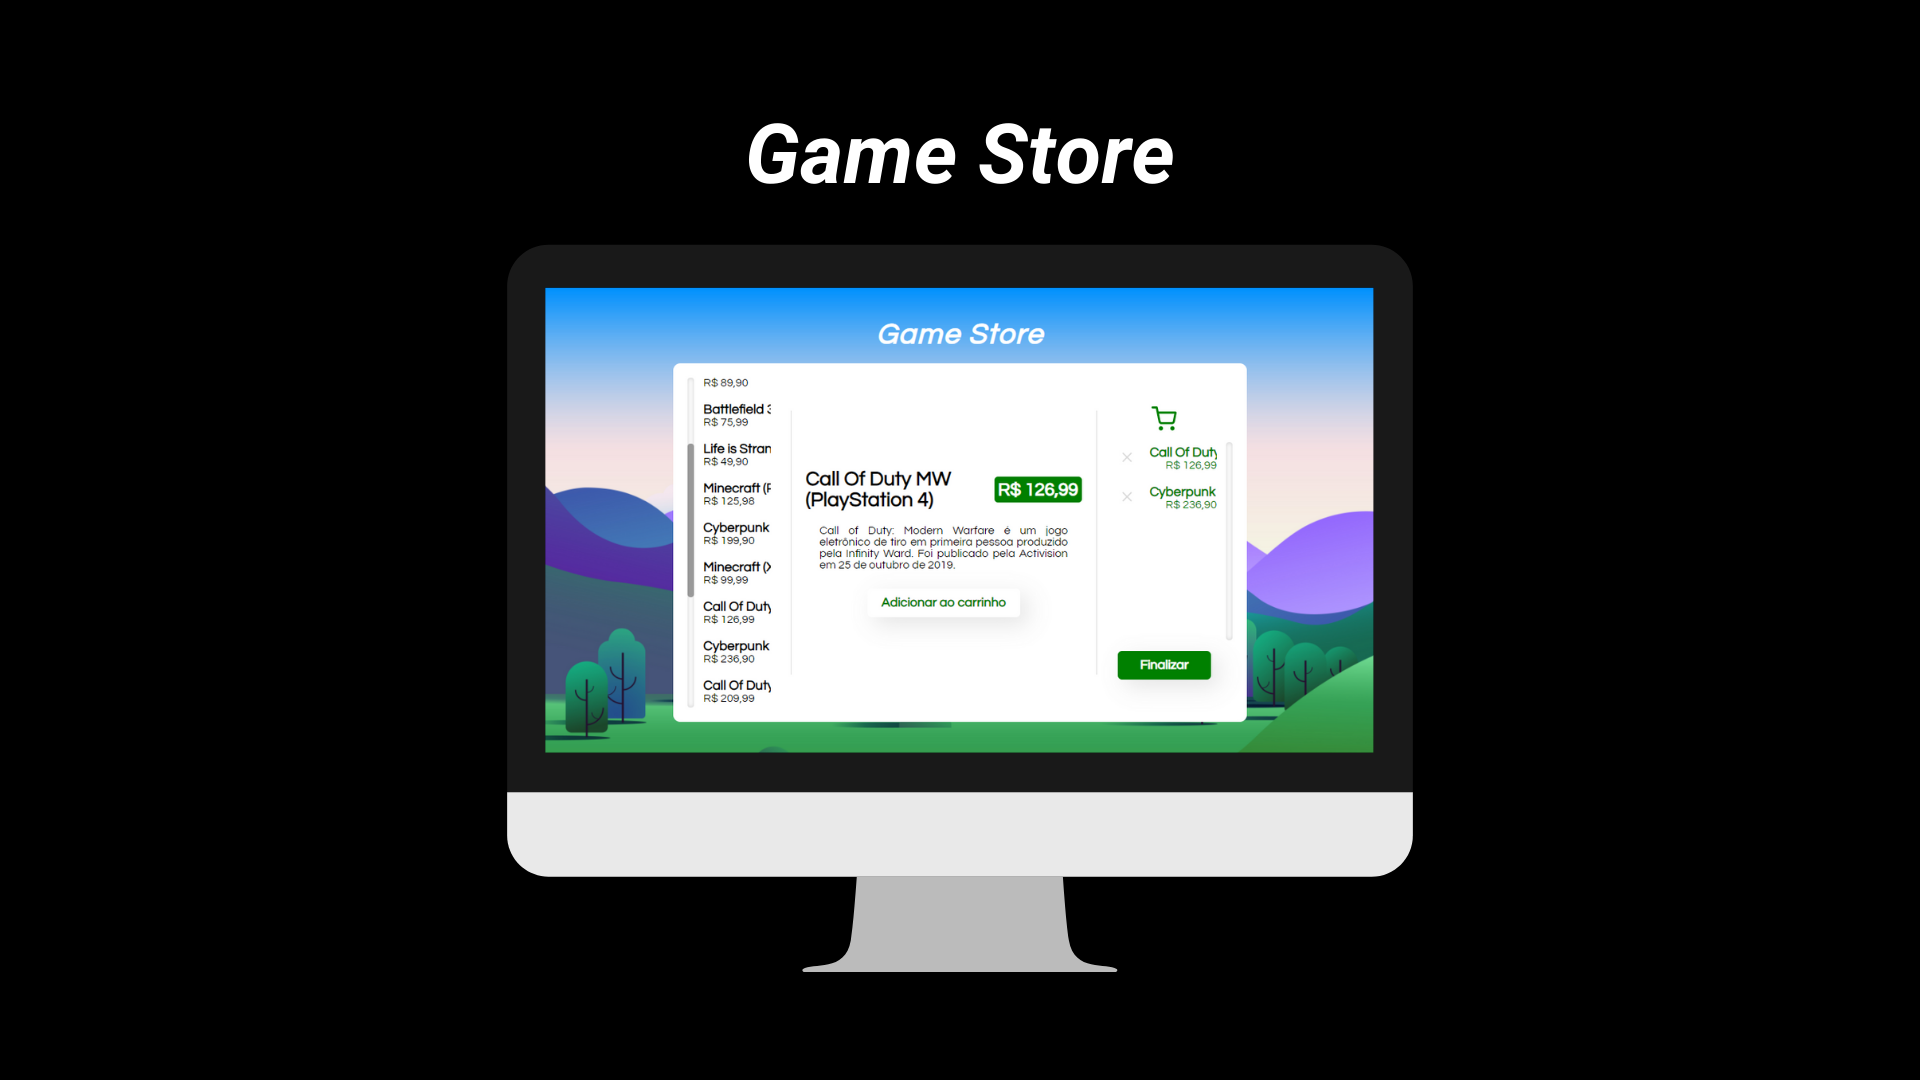 Game Store
Game Store
R$ 89,90
Battlefield 3
R$ 75,99
Life is Stran
R$ 49,90
Minecraft (
R$ 125,98
Cyberpunk
R$ 199,90
Minecraft (X
R$ 99,99
Call Of Duty
R$ 126,99
Cyberpunk
R$ 236,90
Call Of Duty
R$ 209,99
Call Of Duty MW
(PlayStation 4)
R$ 126,99
Call of Duty: Modern Warfare é um jogo
eletrônico de tiro em primeira pessoa produzido
pela Infinity Ward. Foi publicado pela Activision
em 25 de outubro de 2019.
Adicionar ao carrinho
Call Of Duty
R$ 126,99
Cyberpunk
R$ 236,90
Finalizar